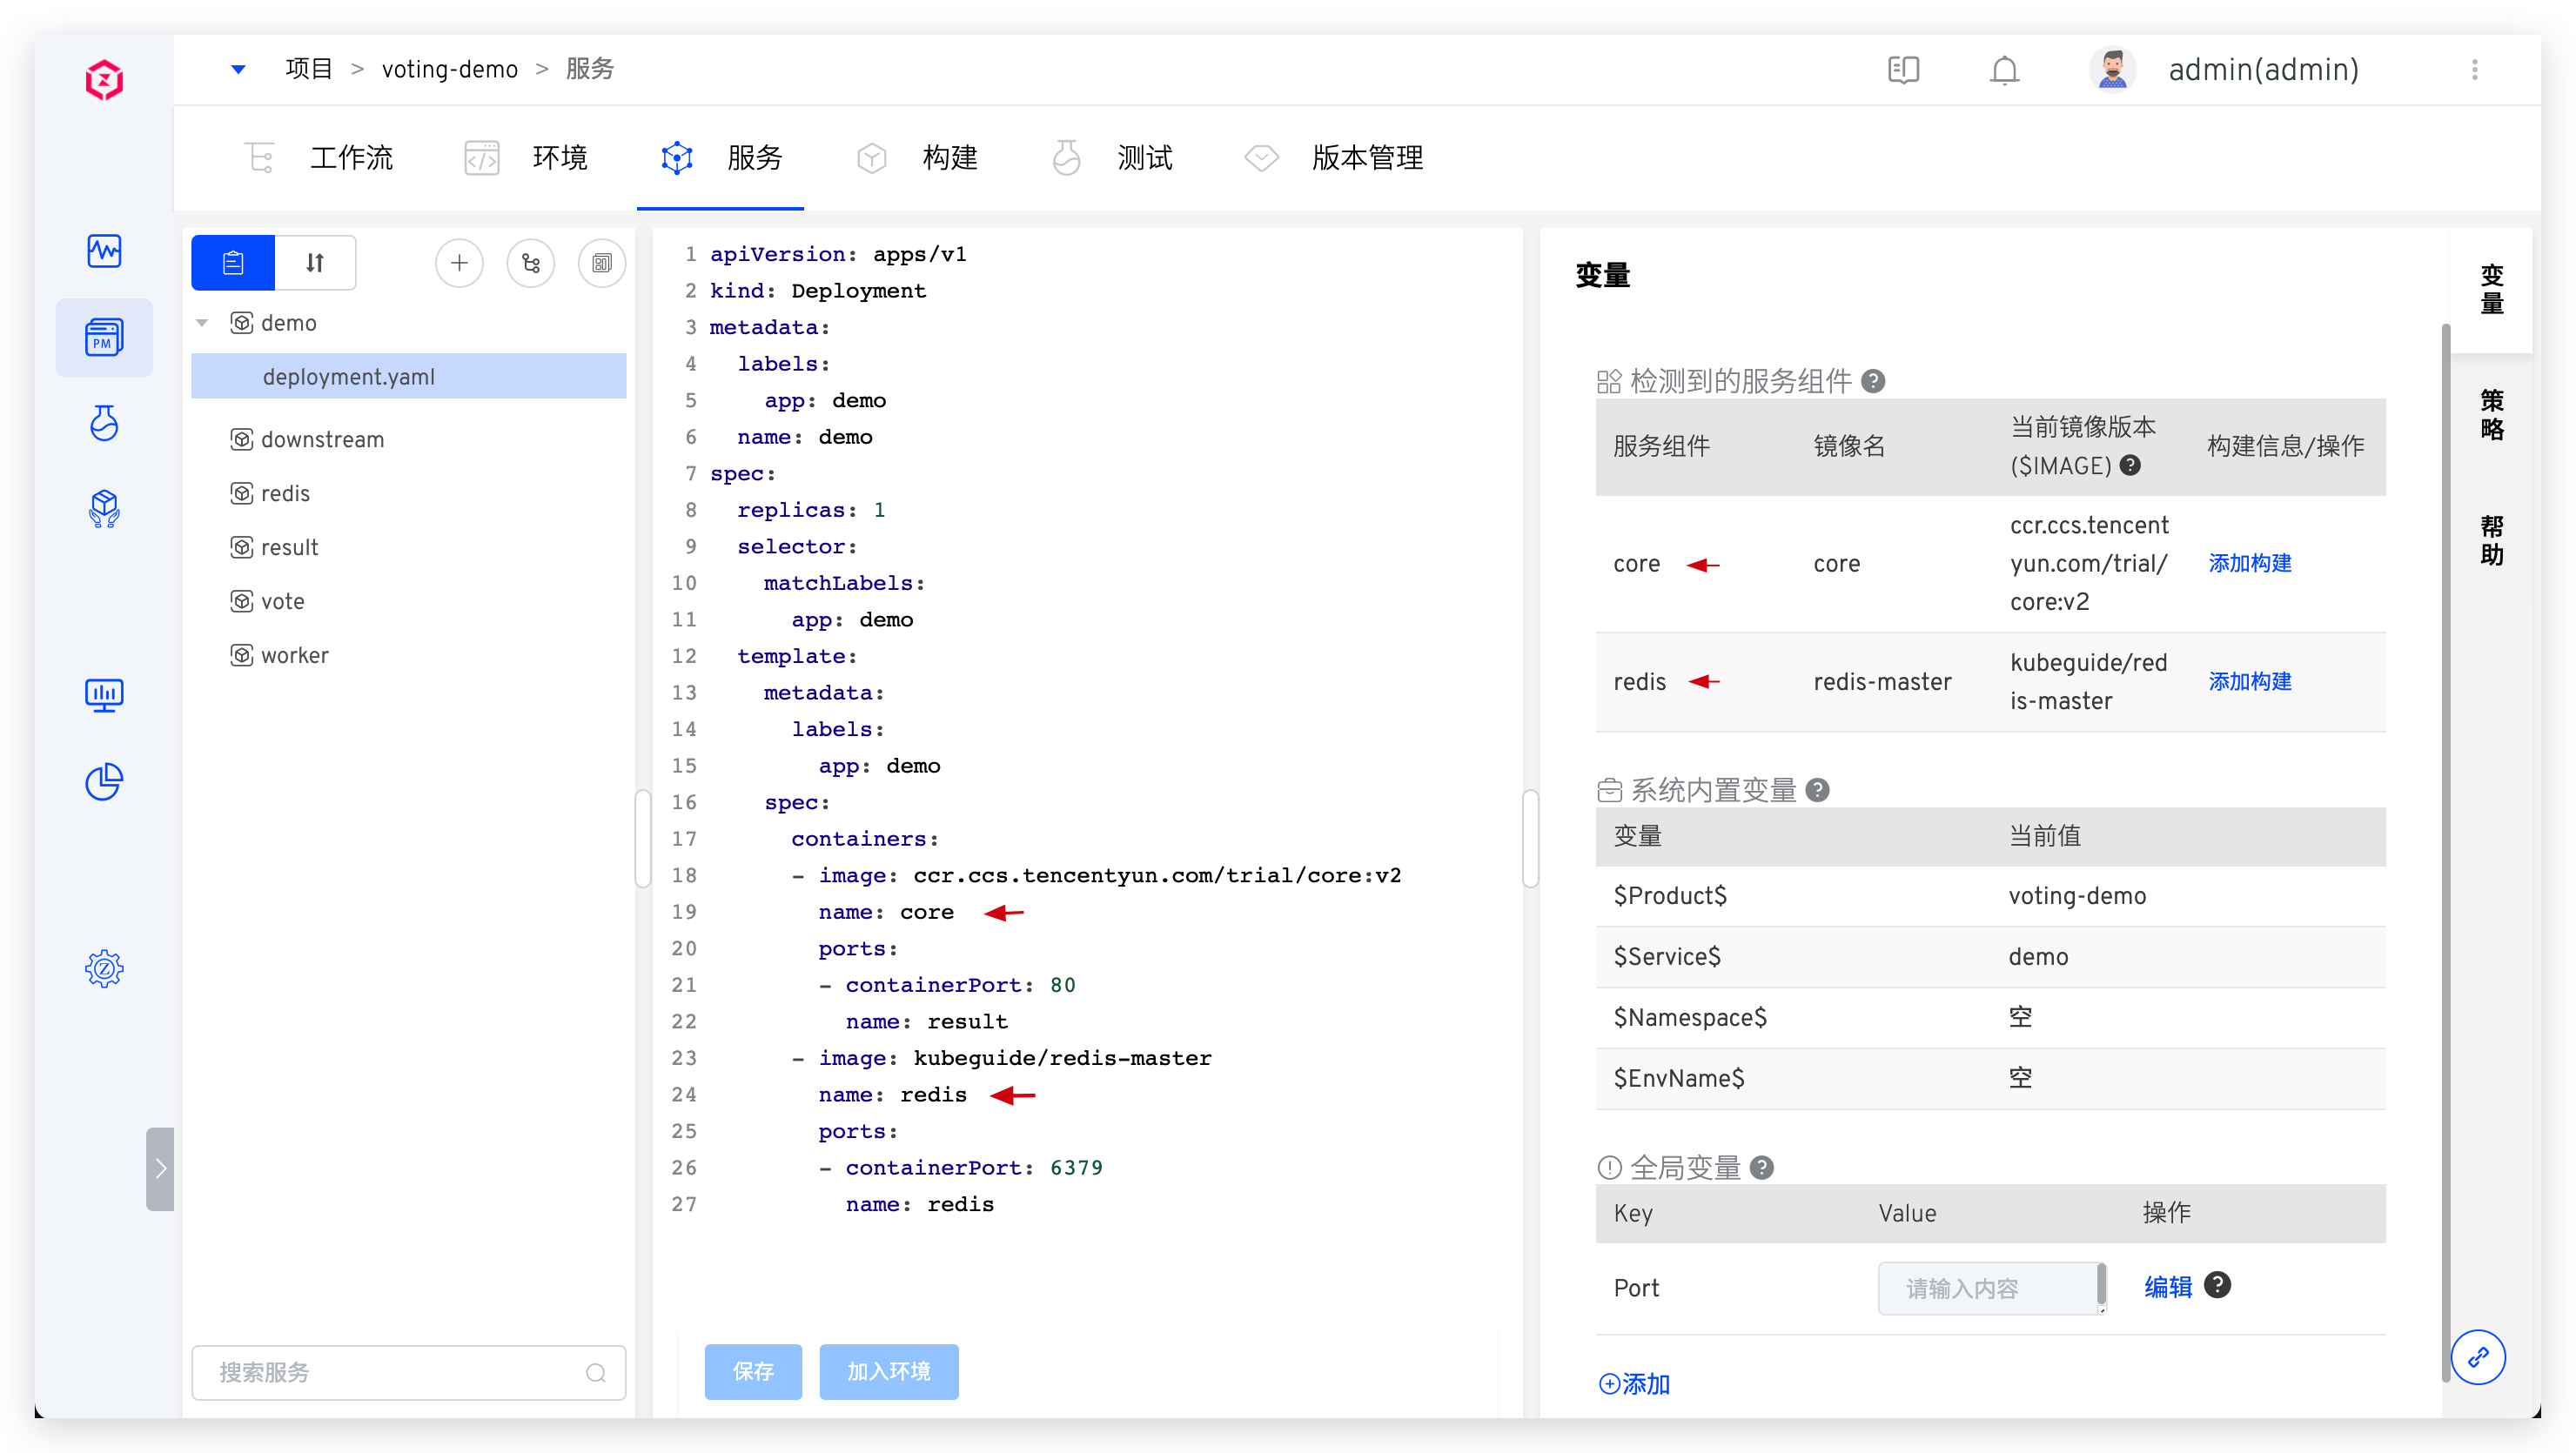 项目 > voting-demo > 服务
admin(admin)
工作流
环境
服务
构建
测试
版本管理
PM
demo
deployment.yaml
downstream
redis
result
vote
worker
搜索服务
1 apiVersion: apps/v1
2 kind: Deployment
3 metadata:
4 labels:
5 app: demo
6 name: demo
7 spec:
8 replicas: 1
9 selector:
10 matchLabels:
11 app: demo
12 template:
13 metadata:
14 labels:
15 app: demo
16 spec:
17 containers:
18 - image: ccr.ccs.tencentyun.com/trial/core:v2
19 name: core
20 ports:
21 - containerPort: 80
22 name: result
23 - image: kubeguide/redis-master
24 name: redis
25 ports:
26 - containerPort: 6379
27 name: redis
保存
加入环境
变量
检测到的服务组件 ?
服务组件 镜像名 当前镜像版本
($IMAGE) ? 构建信息/操作
core core ccr.ccs.tencent
yun.com/trial/
core:v2 添加构建
redis redis-master kubeguide/red
is-master 添加构建
系统内置变量 ?
变量 当前值
$Product$ voting-demo
$Service$ demo
$Namespace$ 空
$EnvName$ 空
全局变量 ?
Key Value 操作
Port 请输入内容 编辑 ?
添加
变量
策略
帮助